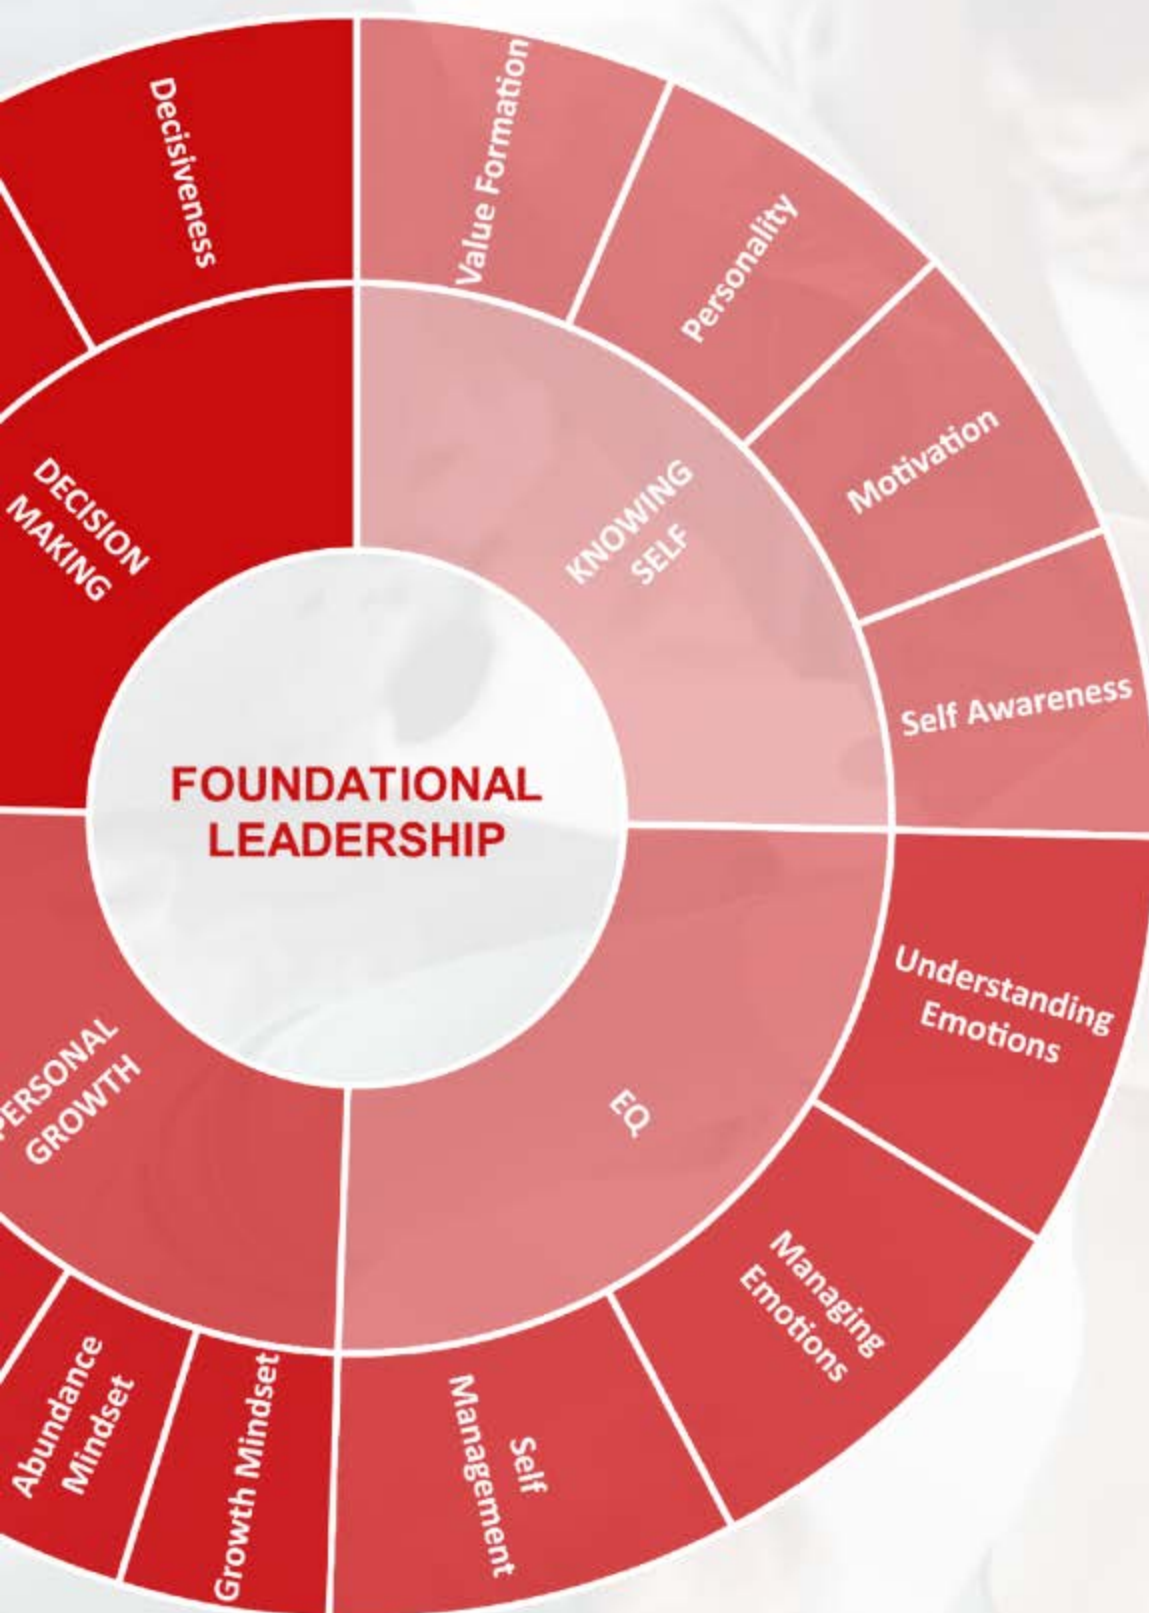 Decisiveness
Value Formation
Personality
Motivation
Self Awareness
DECISION
MAKING
KNOWING
SELF
FOUNDATIONAL
LEADERSHIP
Understanding
Emotions
PERSONAL
GROWTH
EQ
Managing
Emotions
Self
Management
Growth Mindset
Abundance
Mindset